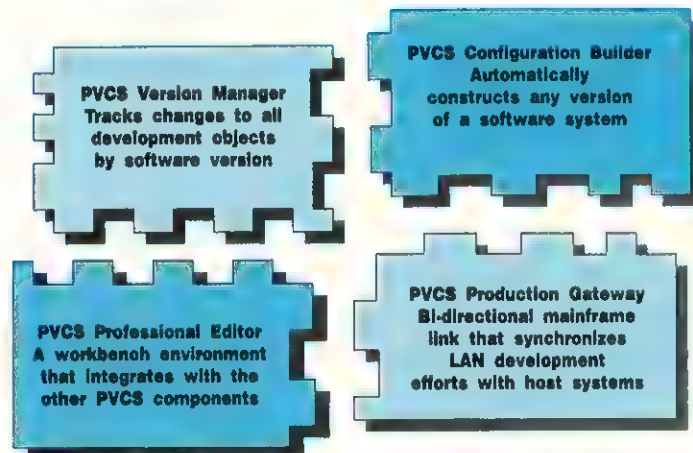 PVCS Version Manager
Tracks changes to all
development objects
by software version
PVCS Configuration Builder
Automatically
constructs any version
of a software system
PVCS Professional Editor
A workbench environment
that integrates with the
other PVCS components
PVCS Production Gateway
Bi-directional mainframe
link that synchronizes
LAN development
efforts with host systems